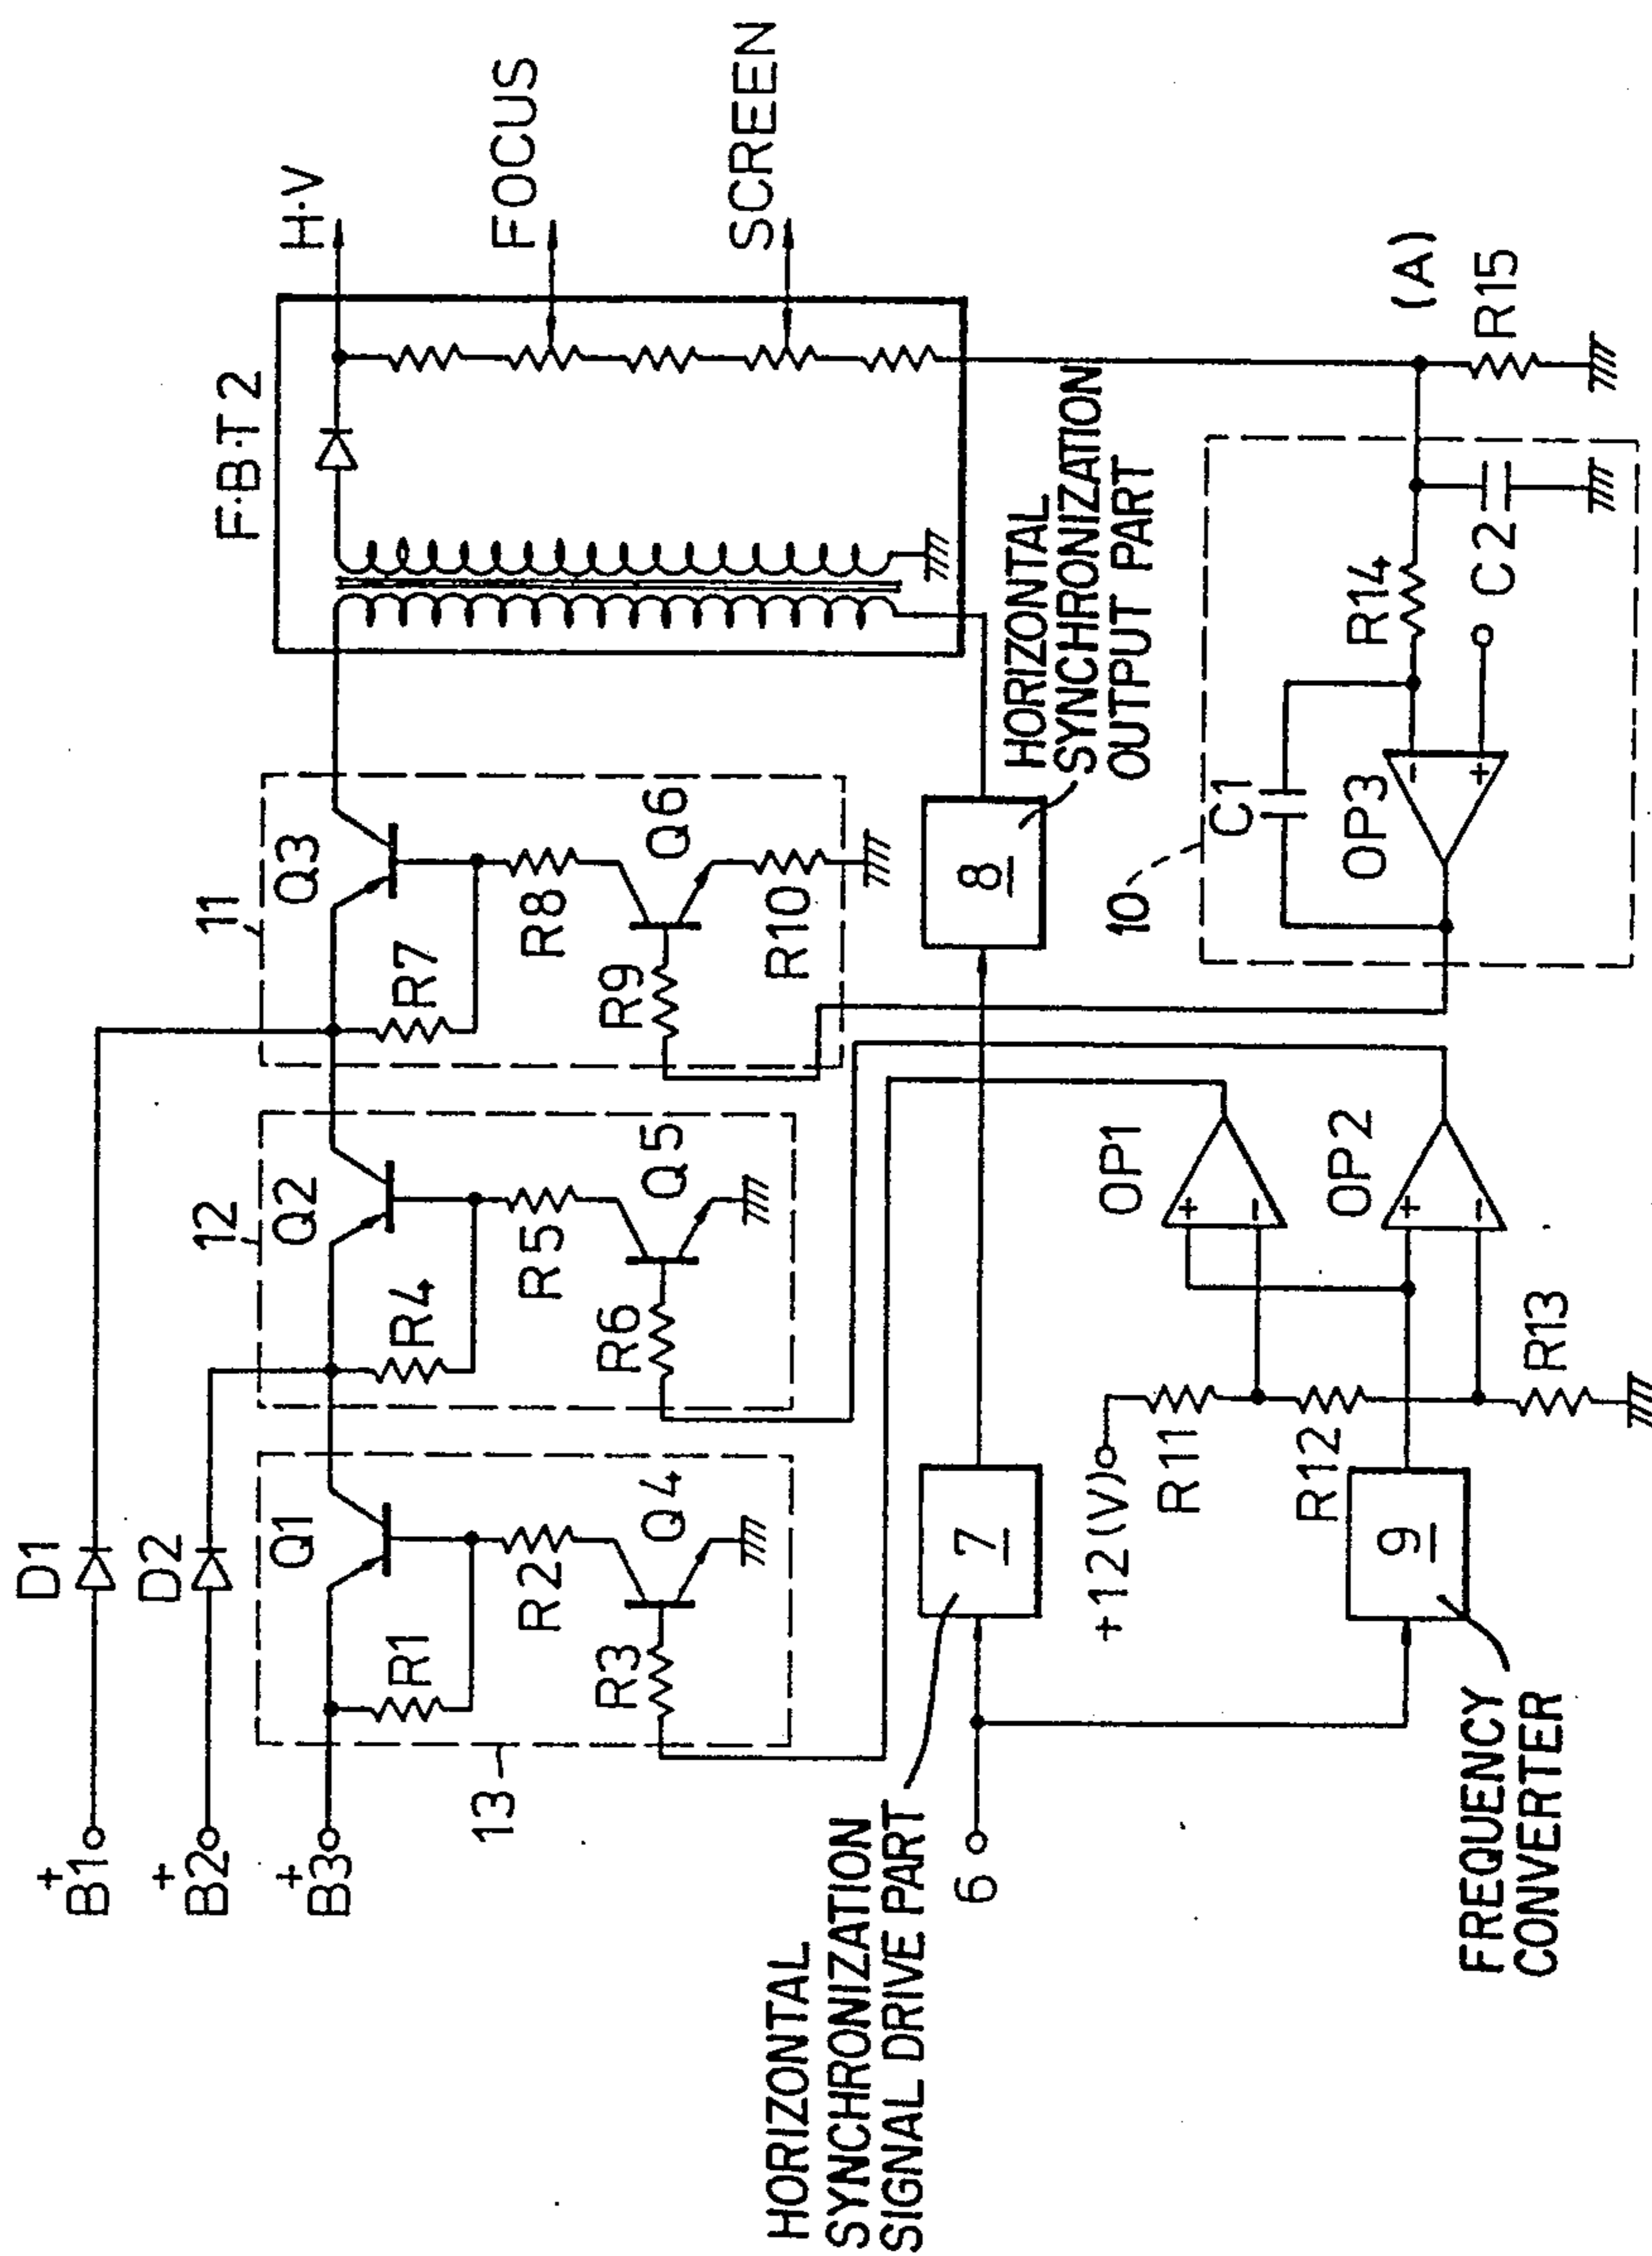 B1+
D1
B2+
D2
B3+
13
Q1
R1
R2
R3
Q4
12
Q2
R4
R5
R6
Q5
11
Q3
R7
R8
R9
Q6
R10
F·B·T 2
H·V
FOCUS
SCREEN
HORIZONTAL
SYNCHRONIZATION
SIGNAL DRIVE PART
6
7
8
HORIZONTAL
SYNCHRONIZATION
OUTPUT PART
+12(V)
R11
R12
R13
9
FREQUENCY
CONVERTER
OP1
+
-
OP2
+
-
10
C1
OP3
-
+
R14
C2
(A)
R15